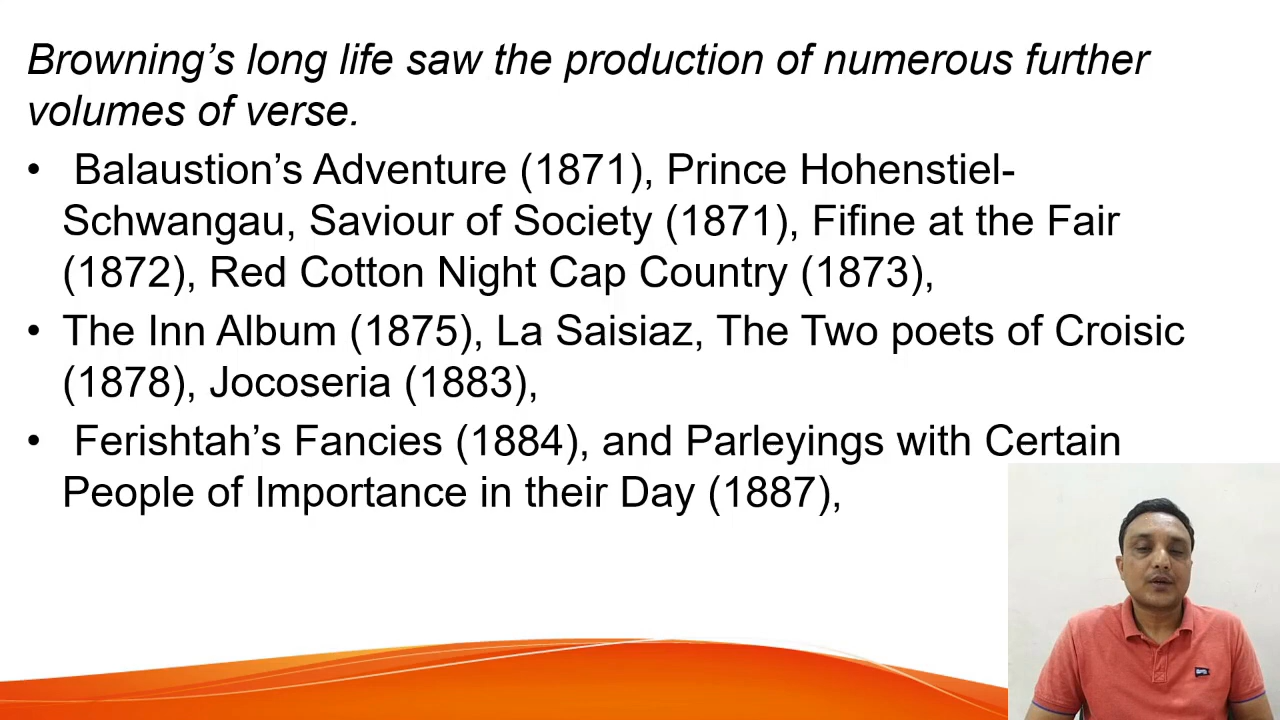 Browning’s long life saw the production of numerous further
volumes of verse.
• Balaustion’s Adventure (1871), Prince Hohenstiel-
Schwangau, Saviour of Society (1871), Fifine at the Fair
(1872), Red Cotton Night Cap Country (1873),
• The Inn Album (1875), La Saisiaz, The Two poets of Croisic
(1878), Jocoseria (1883),
• Ferishtah’s Fancies (1884), and Parleyings with Certain
People of Importance in their Day (1887),